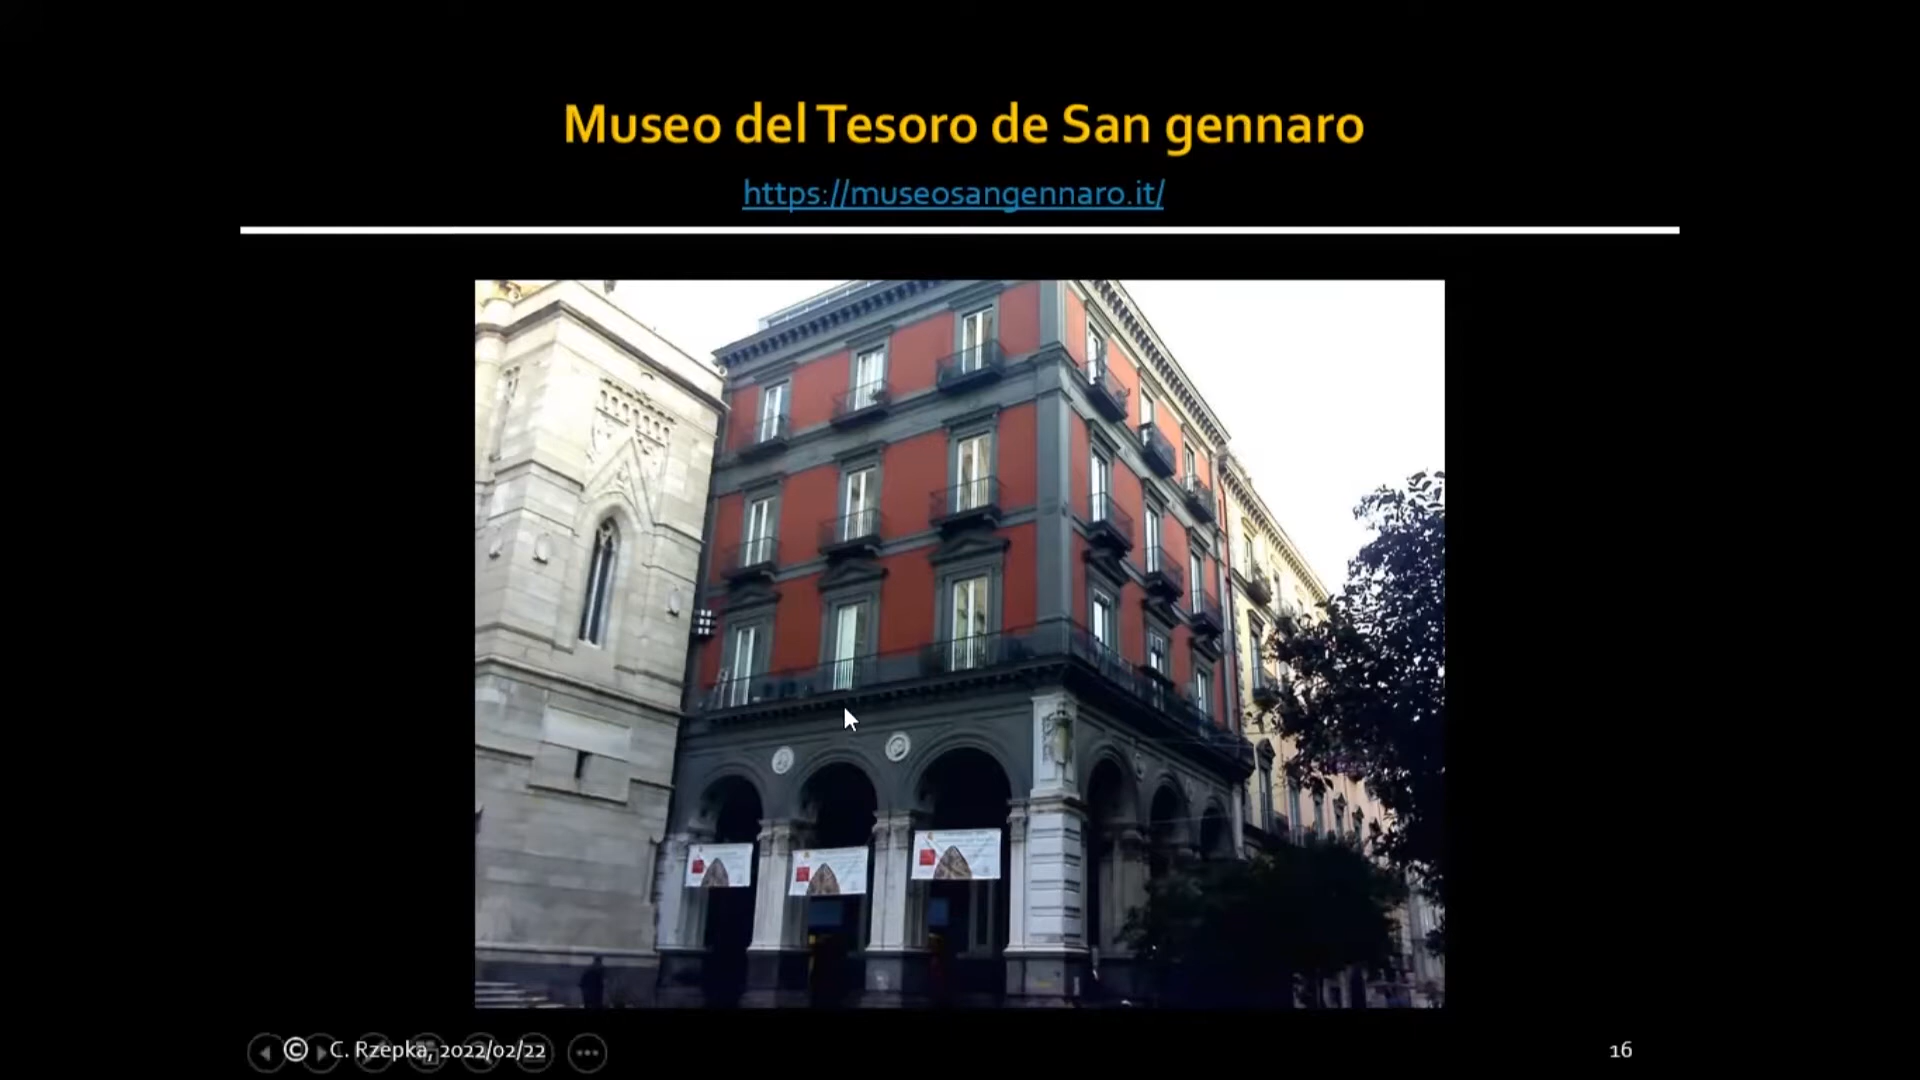 Museo del Tesoro de San gennaro
https://museosangennaro.it/
© C. Rzepka, 2022/02/22
16